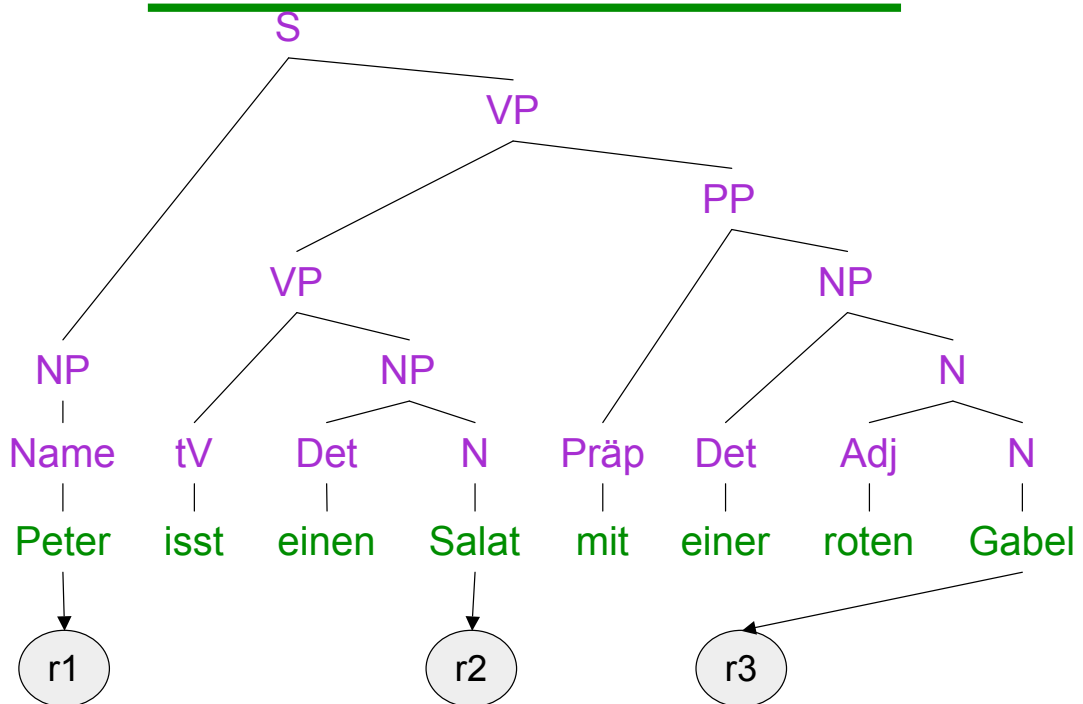 S
VP
PP
VP NP
NP NP N
Name tV Det N Präp Det Adj N
Peter isst einen Salat mit einer roten Gabel
r1 r2 r3